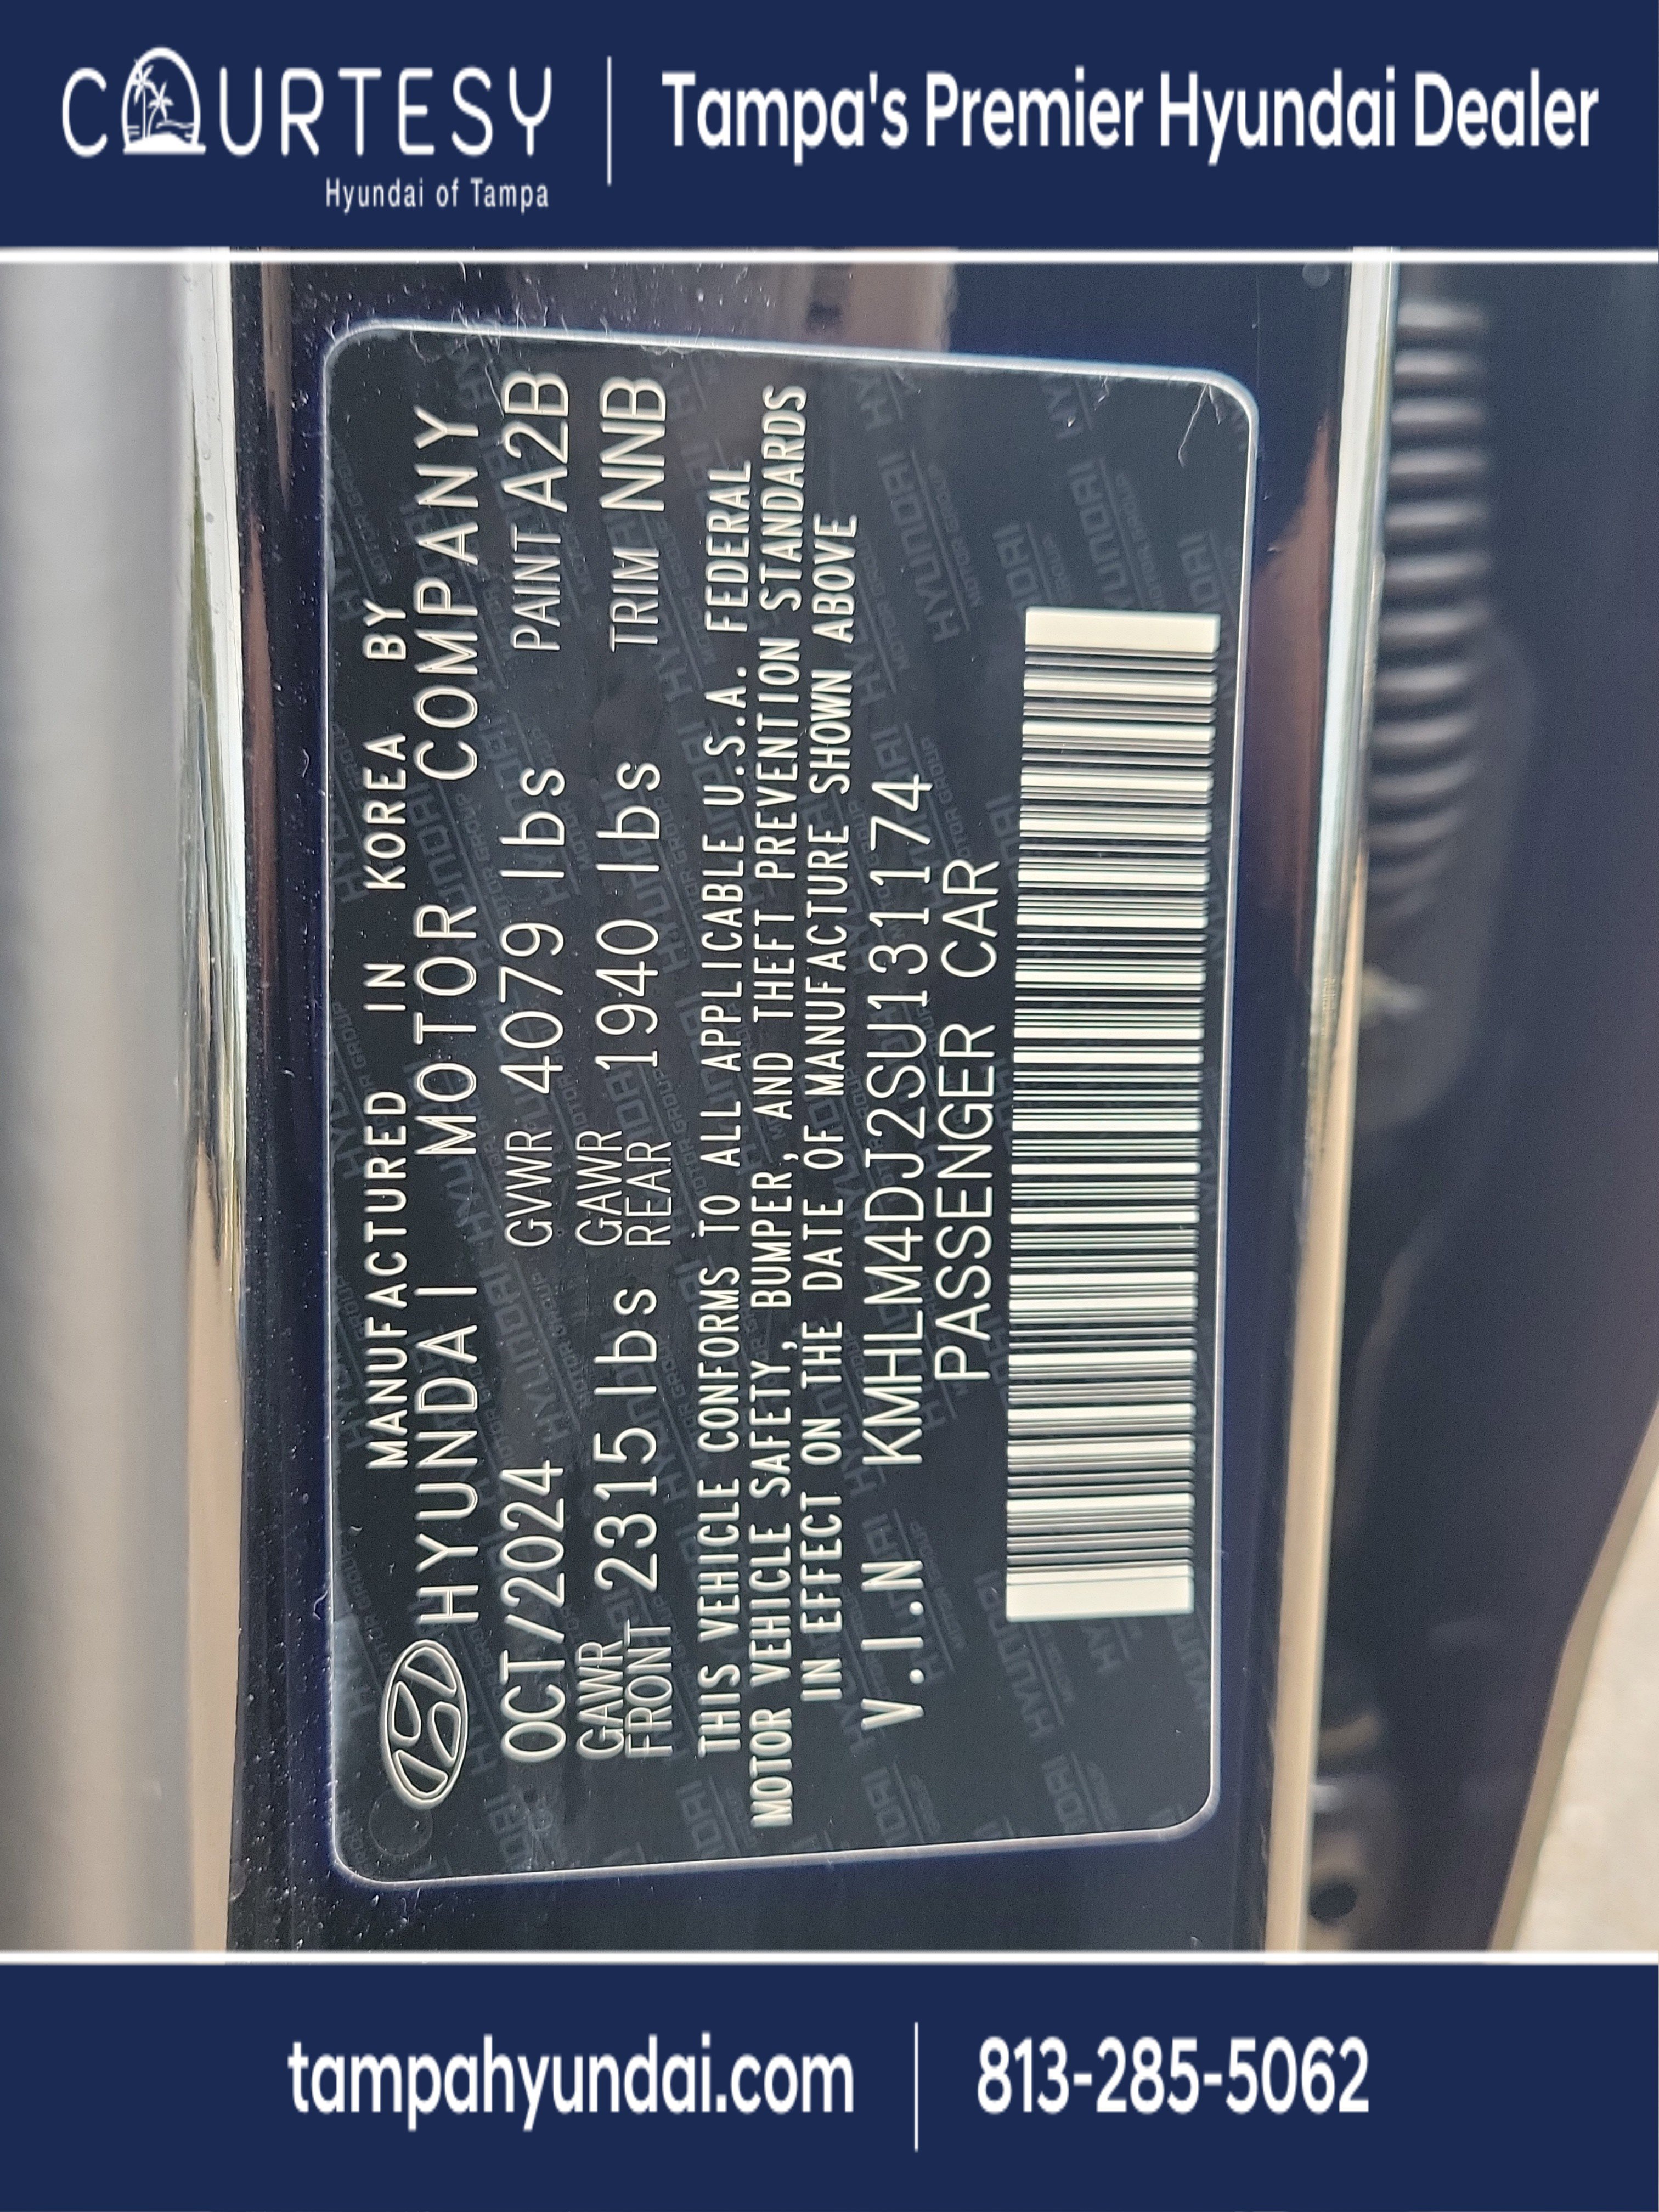 COURTESY
Hyundai of Tampa
Tampa's Premier Hyundai Dealer
MANUFACTURED IN KOREA BY
HYUNDAI MOTOR COMPANY
OCT/2024 GVWR 4079 lbs PAINT A2B
GAWR FRONT 2315 lbs GAWR REAR 1940 lbs TRIM NNB
THIS VEHICLE CONFORMS TO ALL APPLICABLE U.S.A. FEDERAL
MOTOR VEHICLE SAFETY, BUMPER, AND THEFT PREVENTION STANDARDS
IN EFFECT ON THE DATE OF MANUFACTURE SHOWN ABOVE
V.I.N KMHLM4DJ2SU131174
PASSENGER CAR
tampahyundai.com
813-285-5062